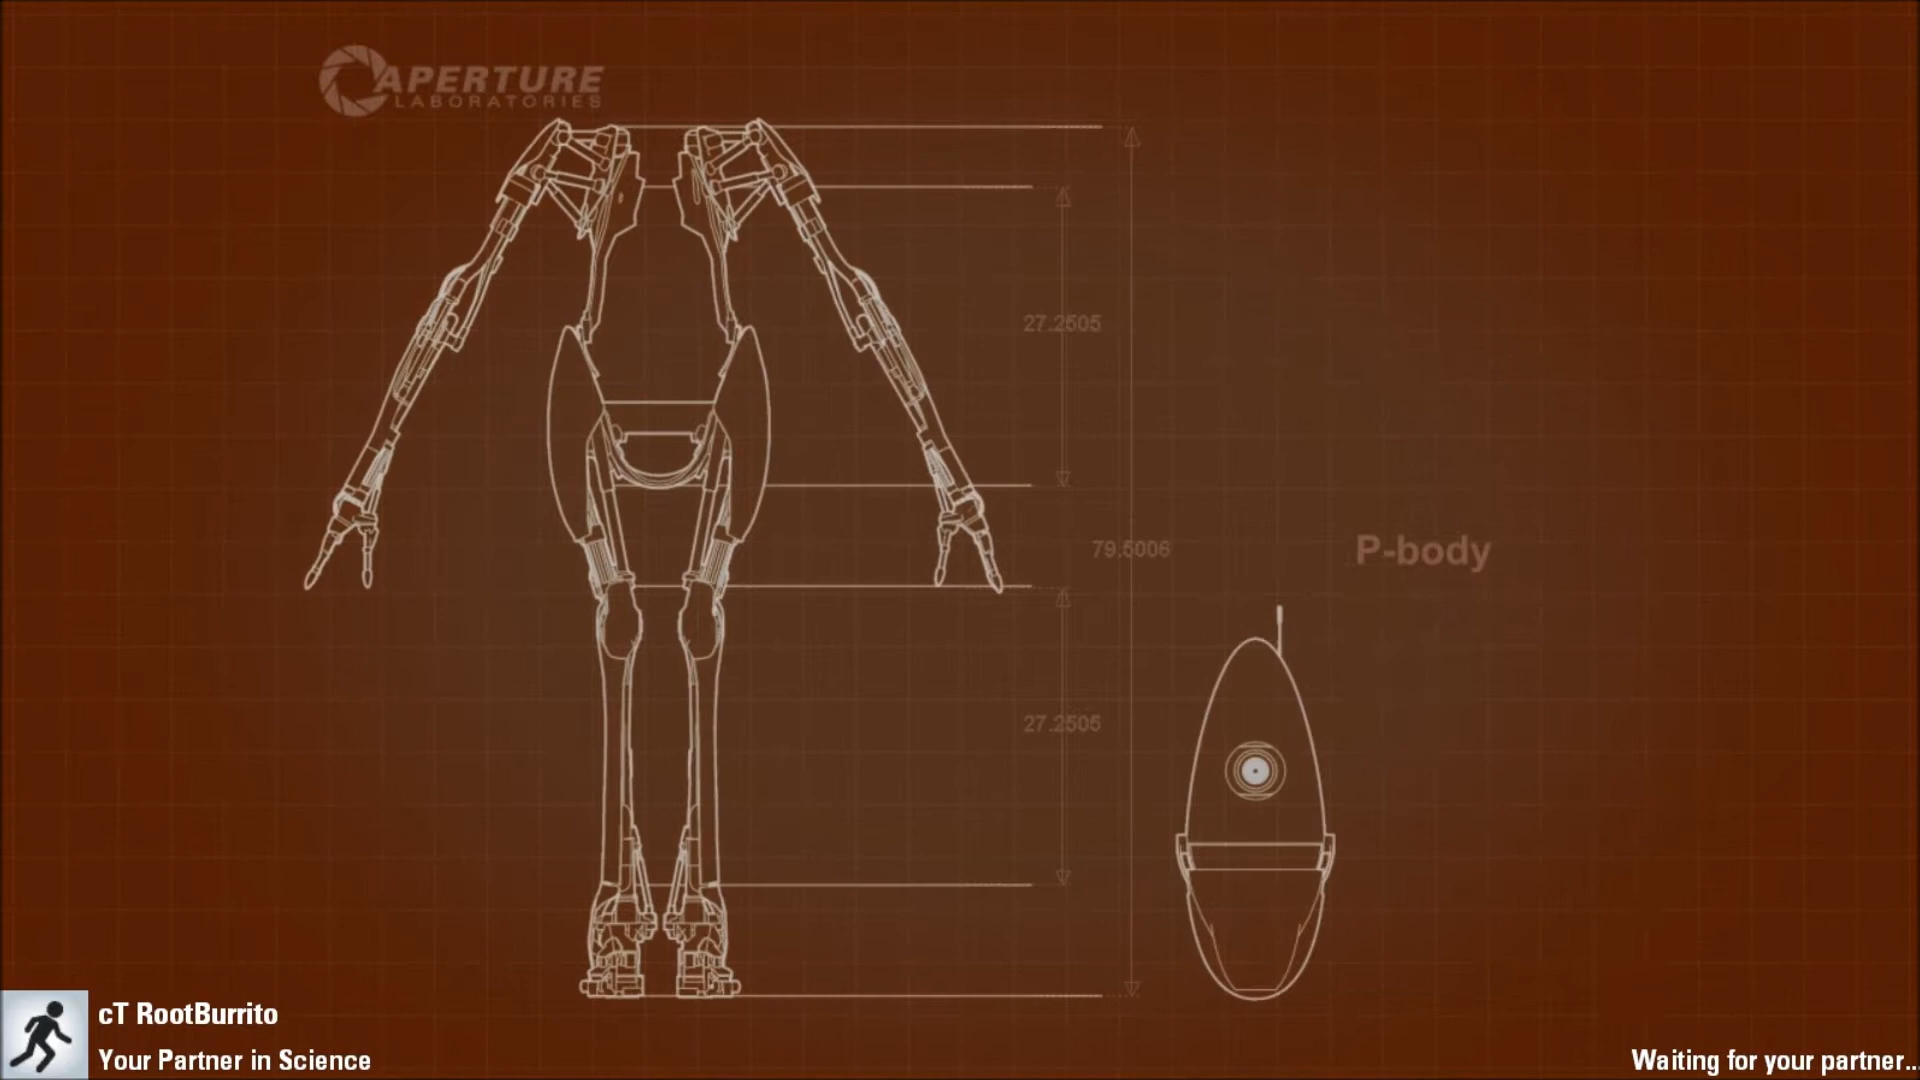 APERTURE
LABORATORIES
27.2505
79.5006
P-body
27.2505
cT RootBurrito
Your Partner in Science
Waiting for your partner...